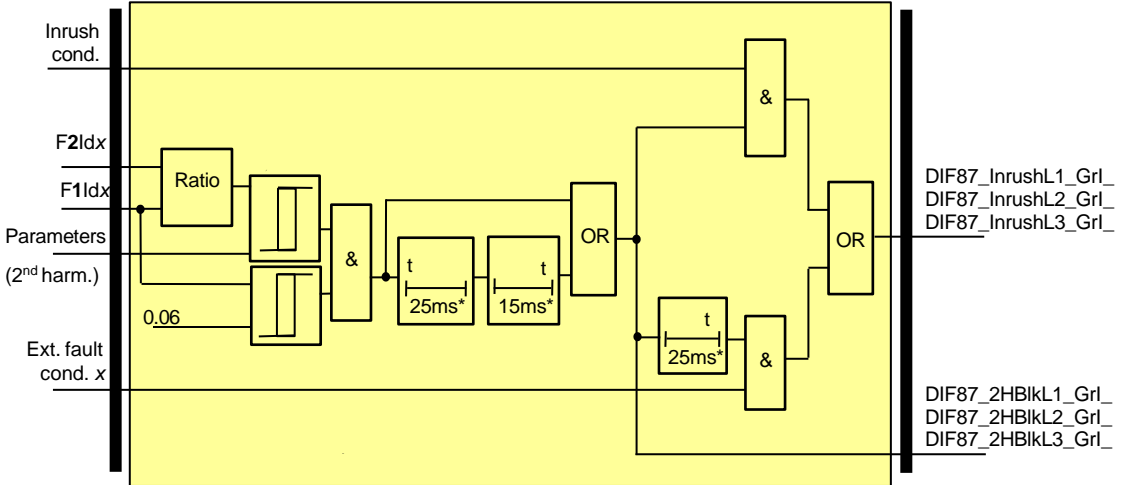 Inrush
cond.
&
F2Idx
F1Idx
Ratio
DIF87_InrushL1_GrI_
DIF87_InrushL2_GrI_
DIF87_InrushL3_GrI_
Parameters
(2nd harm.)
&
t
25ms*
t
15ms*
OR
OR
0.06
t
25ms*
&
Ext. fault
cond. x
DIF87_2HBlkL1_GrI_
DIF87_2HBlkL2_GrI_
DIF87_2HBlkL3_GrI_